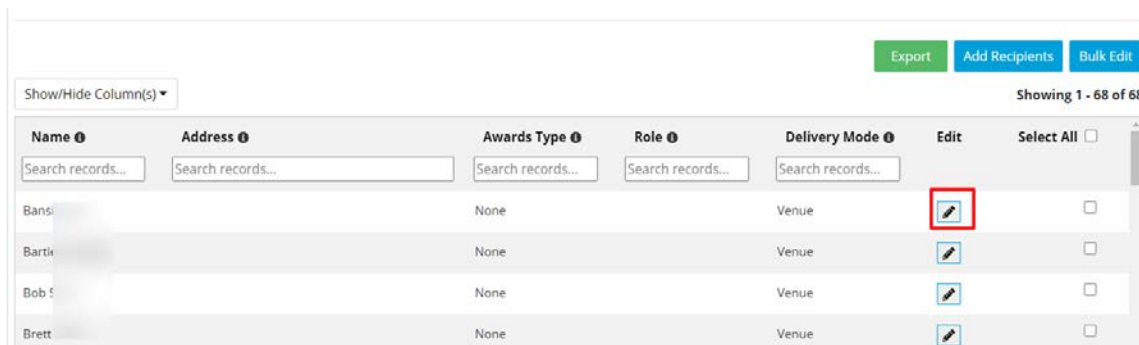 Export Add Recipients Bulk Edit
Show/Hide Column(s)
Showing 1 - 68 of 68
Name Address Awards Type Role Delivery Mode Edit Select All
Search records... Search records... Search records... Search records... Search records...
None Venue
None Venue
Bob None Venue
Brett None Venue